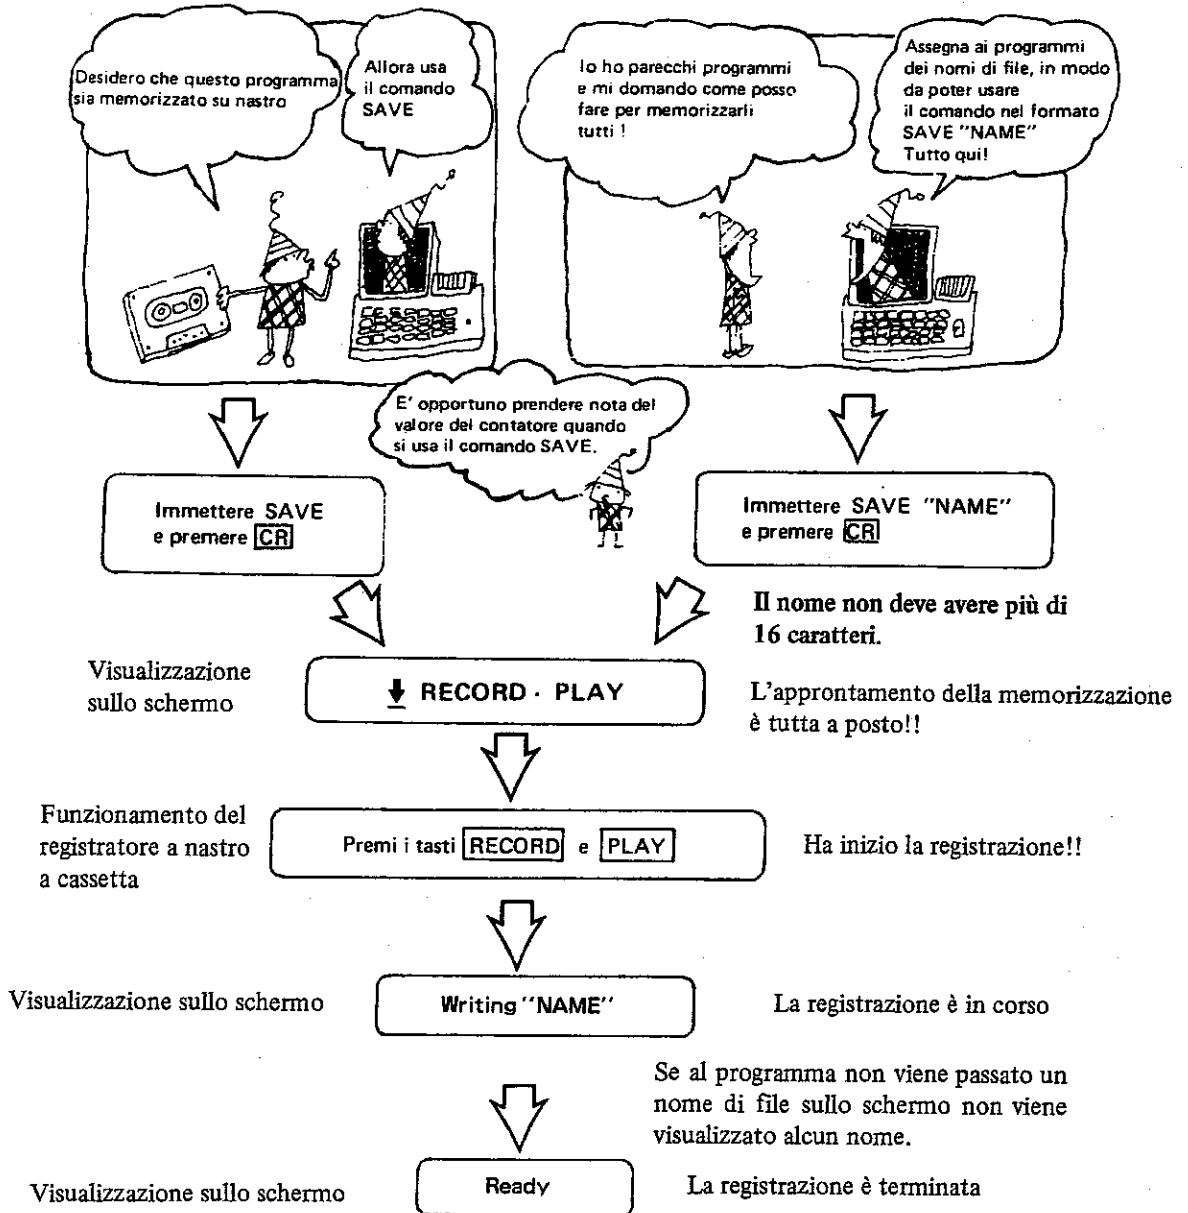 Desidero che questo programma
sia memorizzato su nastro
Allora usa
il comando
SAVE
Io ho parecchi programmi
e mi domando come posso
fare per memorizzarli
tutti !
Assegna ai programmi
dei nomi di file, in modo
da poter usare
il comando nel formato
SAVE "NAME"
Tutto qui!
E' opportuno prendere nota del
valore del contatore quando
si usa il comando SAVE.
Immettere SAVE
e premere CR
Immettere SAVE "NAME"
e premere CR
Il nome non deve avere più di
16 caratteri.
Visualizzazione
sullo schermo
RECORD · PLAY
L'approntamento della memorizzazione
è tutta a posto!!
Funzionamento del
registratore a nastro
a cassetta
Premi i tasti RECORD e PLAY
Ha inizio la registrazione!!
Visualizzazione sullo schermo
Writing "NAME"
La registrazione è in corso
Se al programma non viene passato un
nome di file sullo schermo non viene
visualizzato alcun nome.
Visualizzazione sullo schermo
Ready
La registrazione è terminata